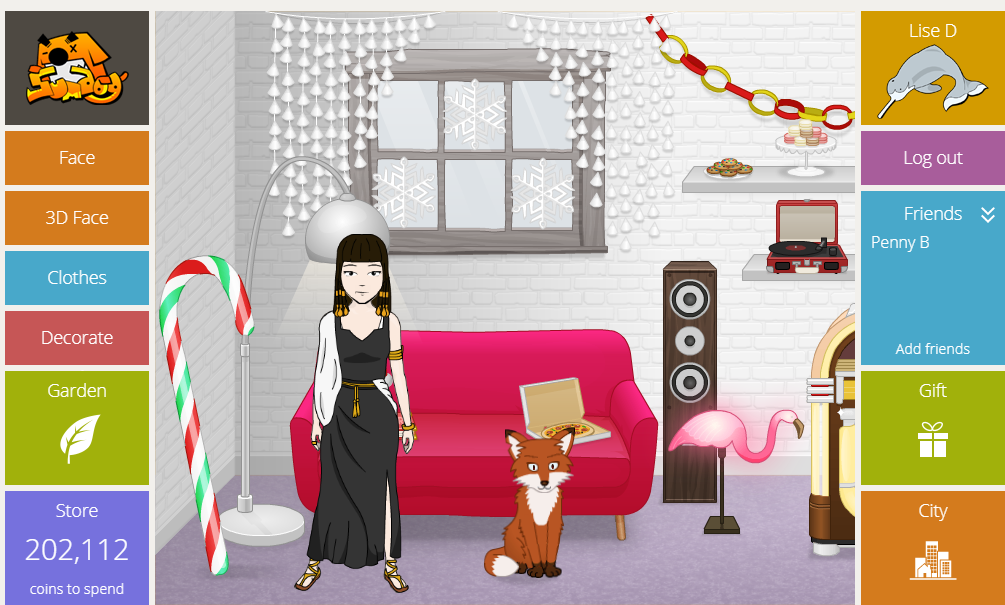 Face
3D Face
Clothes
Decorate
Garden
Store
202,112
coins to spend
Lise D
Log out
Friends
Penny B
Add friends
Gift
City